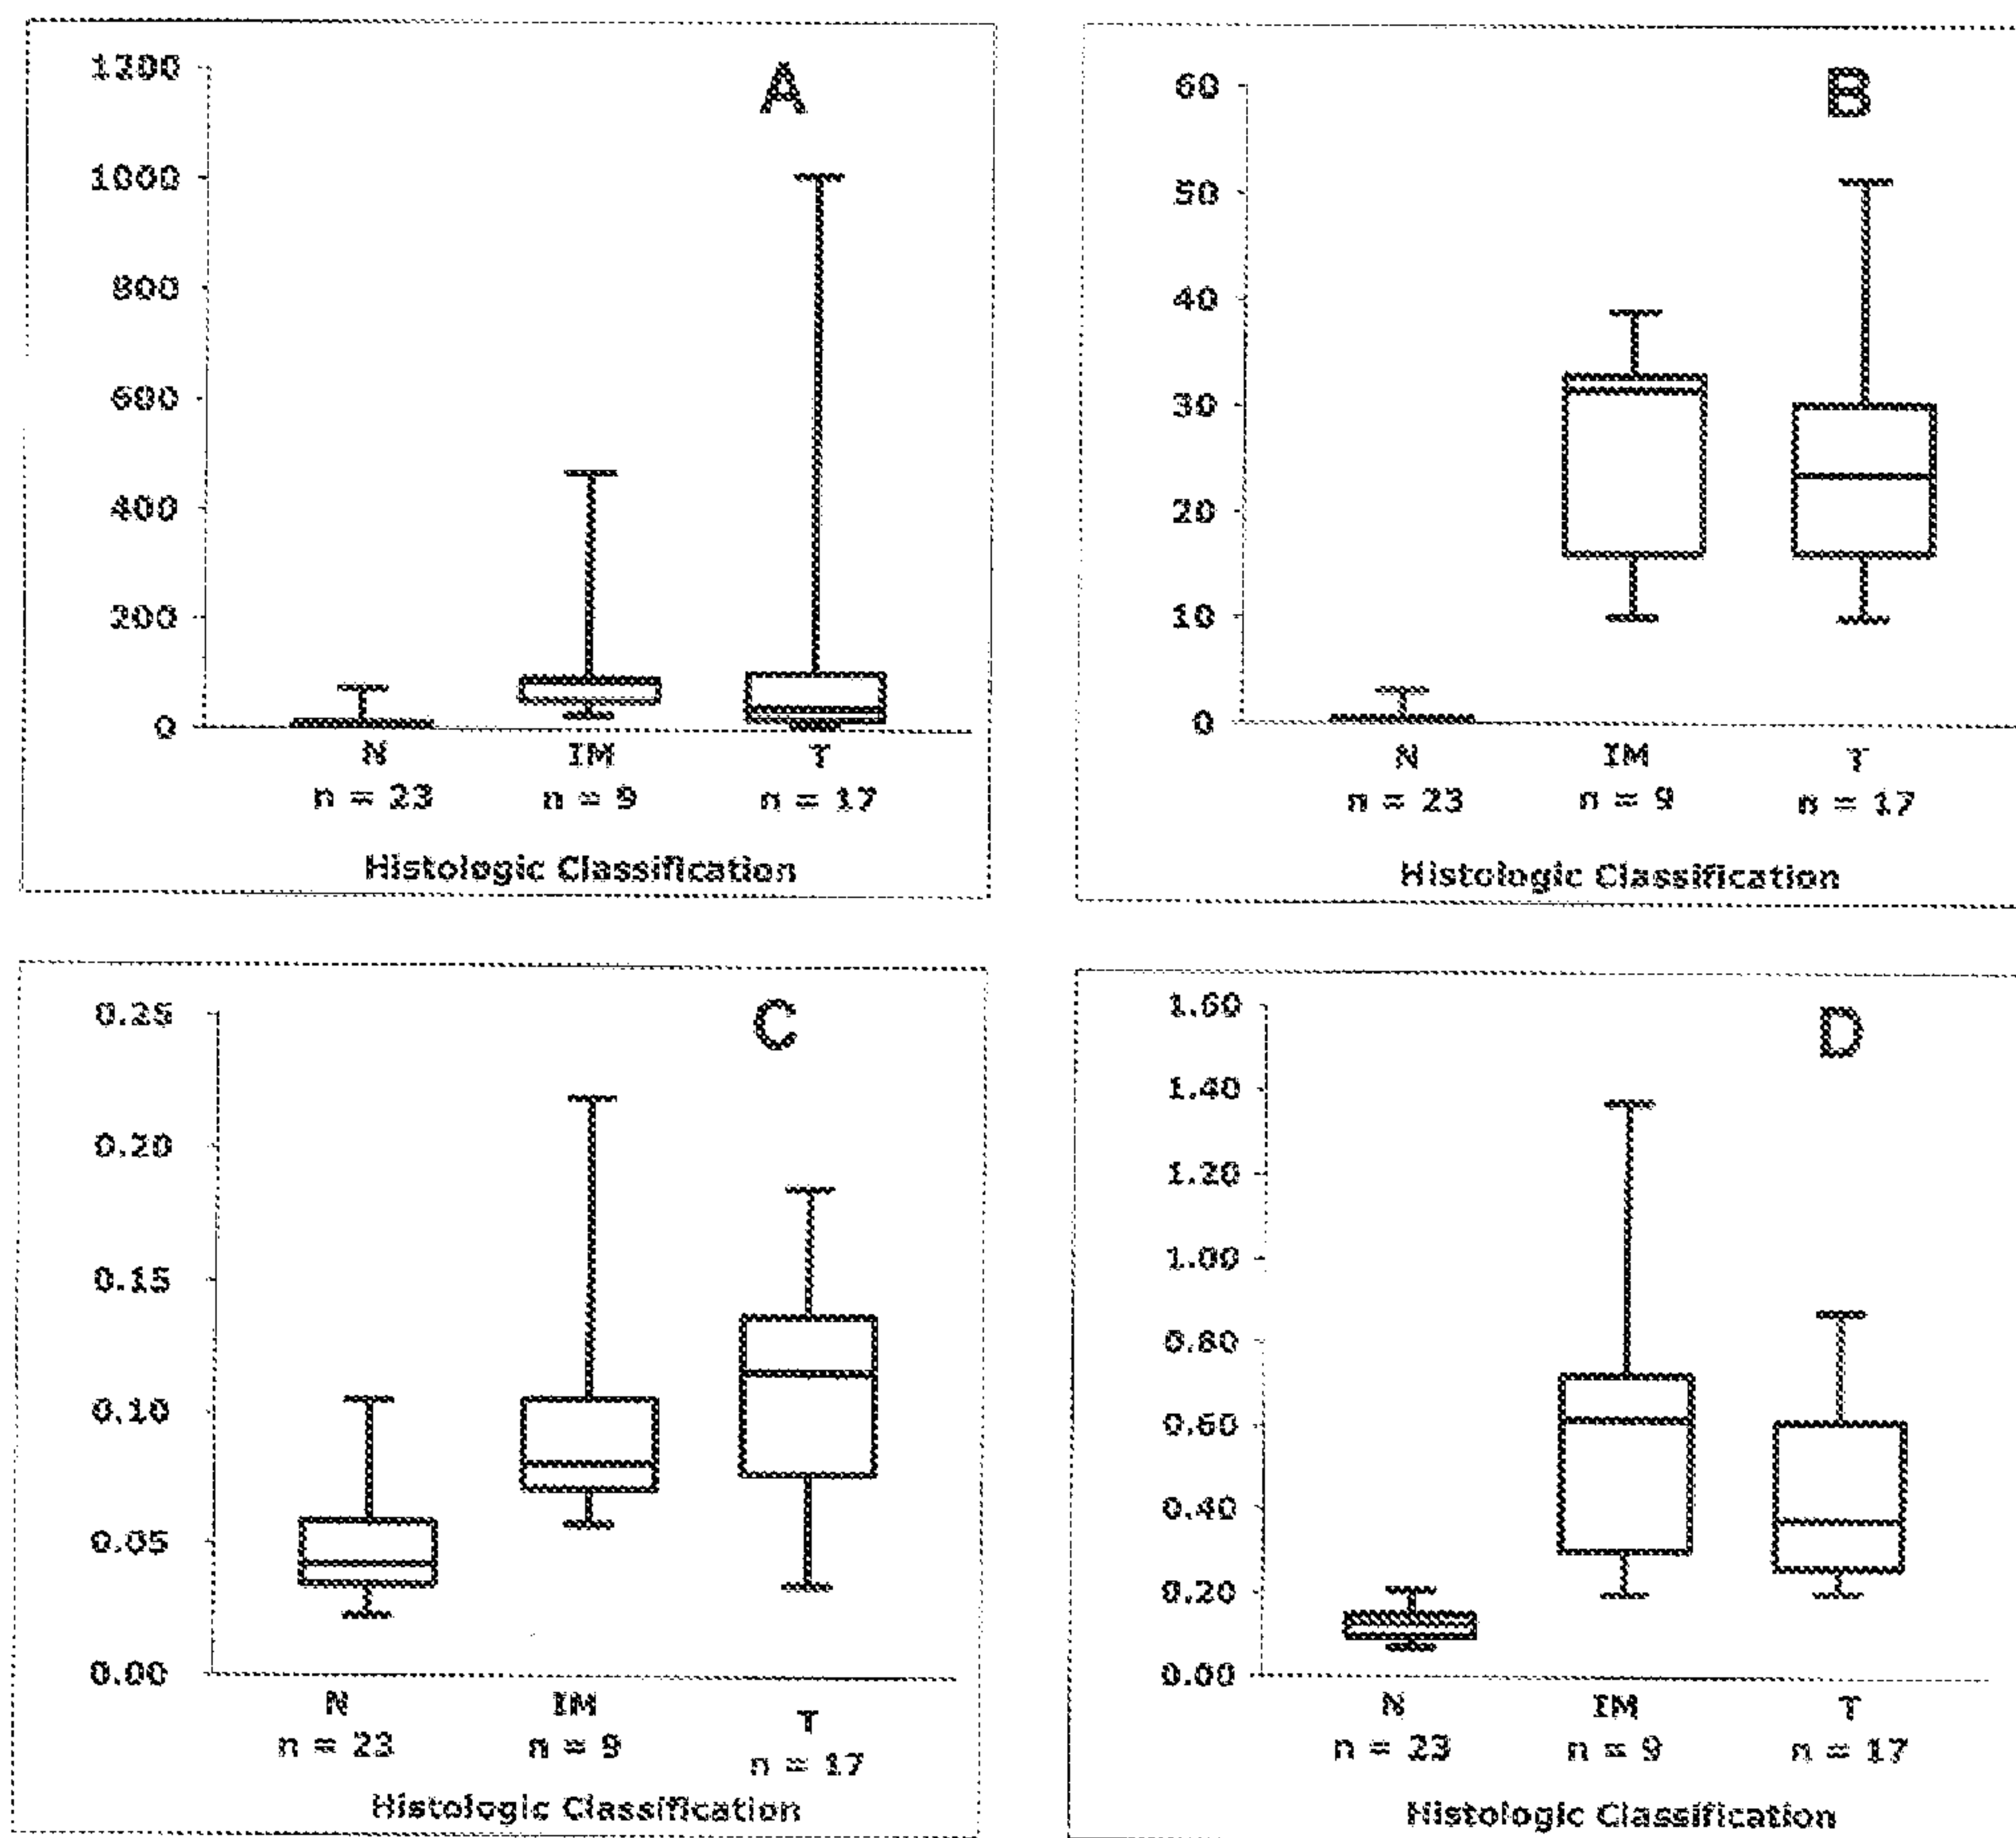 A
1200
1000
800
600
400
200
0
N IM T
n = 23 n = 9 n = 17
Histologic Classification
B
60
50
40
30
20
10
0
N IM T
n = 23 n = 9 n = 17
Histologic Classification
C
0.25
0.20
0.15
0.10
0.05
0.00
N IM T
n = 23 n = 9 n = 17
Histologic Classification
D
1.60
1.40
1.20
1.00
0.80
0.60
0.40
0.20
0.00
N IM T
n = 23 n = 9 n = 17
Histologic Classification